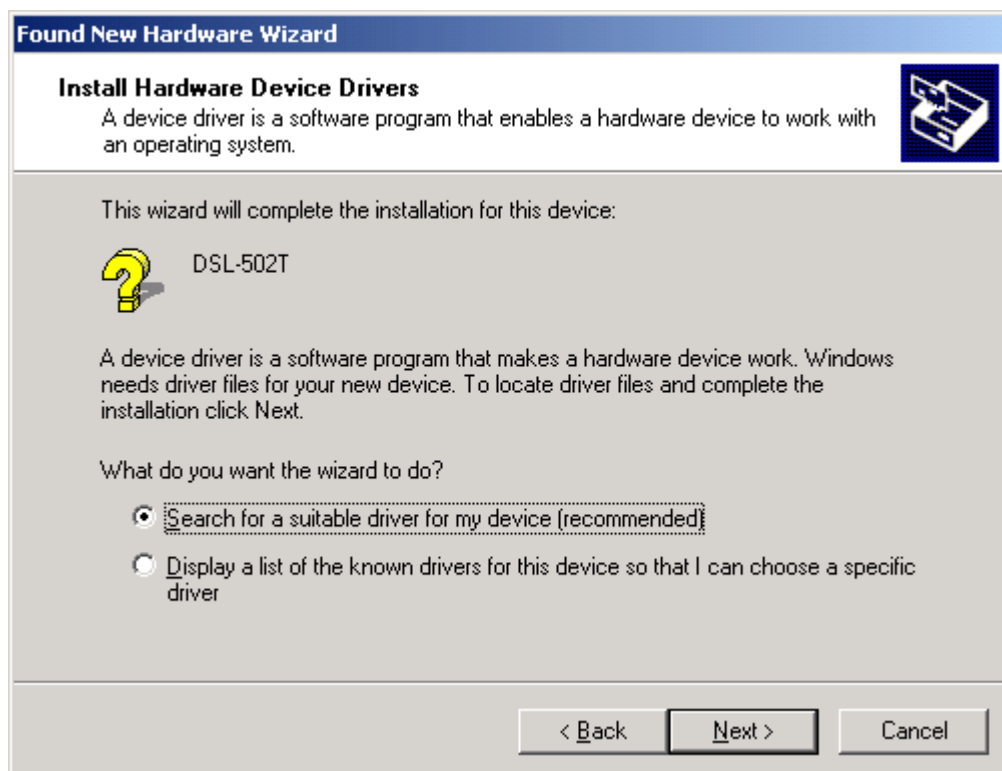 Found New Hardware Wizard
Install Hardware Device Drivers
A device driver is a software program that enables a hardware device to work with
an operating system.
This wizard will complete the installation for this device:
DSL-502T
A device driver is a software program that makes a hardware device work. Windows
needs driver files for your new device. To locate driver files and complete the
installation click Next.
What do you want the wizard to do?
Search for a suitable driver for my device (recommended)
Display a list of the known drivers for this device so that I can choose a specific
driver
< Back
Next >
Cancel